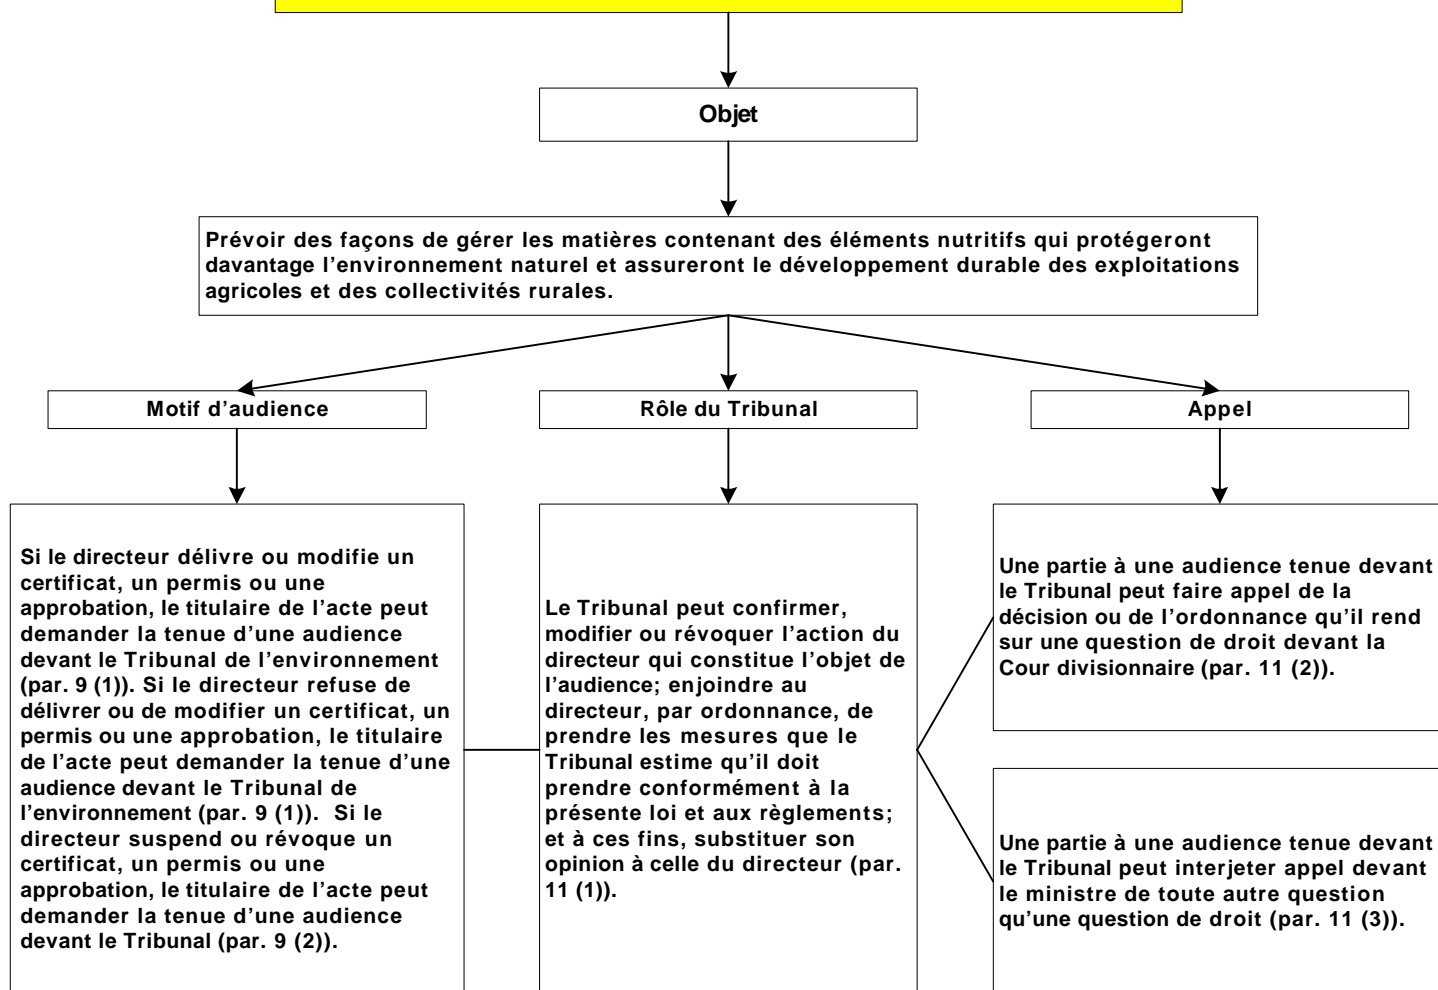 Objet
Prévoir des façons de gérer les matières contenant des éléments nutritifs qui protégeront
davantage l'environnement naturel et assureront le développement durable des exploitations
agricoles et des collectivités rurales.
Motif d'audience
Rôle du Tribunal
Appel
Si le directeur délivre ou modifie un
certificat, un permis ou une
approbation, le titulaire de l'acte peut
demander la tenue d'une audience
devant le Tribunal de l'environnement
(par. 9 (1)). Si le directeur refuse de
délivrer ou de modifier un certificat, un
permis ou une approbation, le titulaire
de l'acte peut demander la tenue d'une
audience devant le Tribunal de
l'environnement (par. 9 (1)).  Si le
directeur suspend ou révoque un
certificat, un permis ou une
approbation, le titulaire de l'acte peut
demander la tenue d'une audience
devant le Tribunal (par. 9 (2)).
Le Tribunal peut confirmer,
modifier ou révoquer l'action du
directeur qui constitue l'objet de
l'audience; enjoindre au
directeur, par ordonnance, de
prendre les mesures que le
Tribunal estime qu'il doit
prendre conformément à la
présente loi et aux règlements;
et à ces fins, substituer son
opinion à celle du directeur (par.
11 (1)).
Une partie à une audience tenue devant
le Tribunal peut faire appel de la
décision ou de l'ordonnance qu'il rend
sur une question de droit devant la
Cour divisionnaire (par. 11 (2)).
Une partie à une audience tenue devant
le Tribunal peut interjeter appel devant
le ministre de toute autre question
qu'une question de droit (par. 11 (3)).